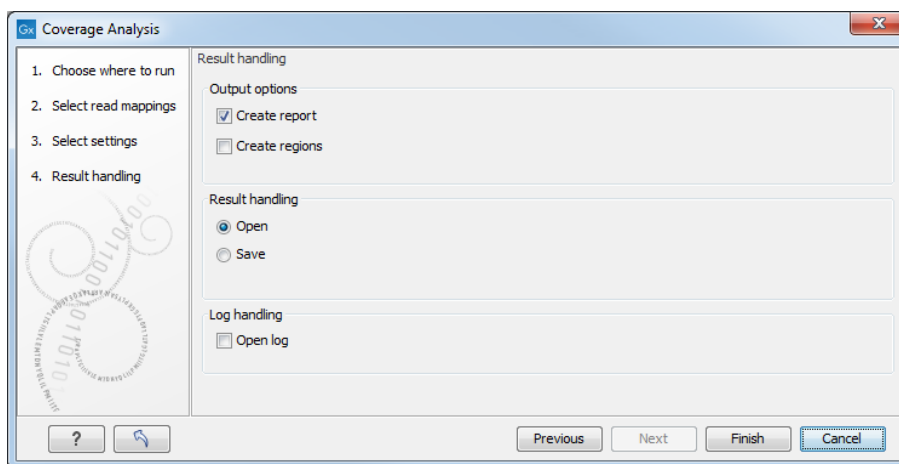 Gx Coverage Analysis
1. Choose where to run
2. Select read mappings
3. Select settings
4. Result handling
Result handling
Output options
Create report
Create regions
Result handling
Open
Save
Log handling
Open log
?
Previous
Next
Finish
Cancel